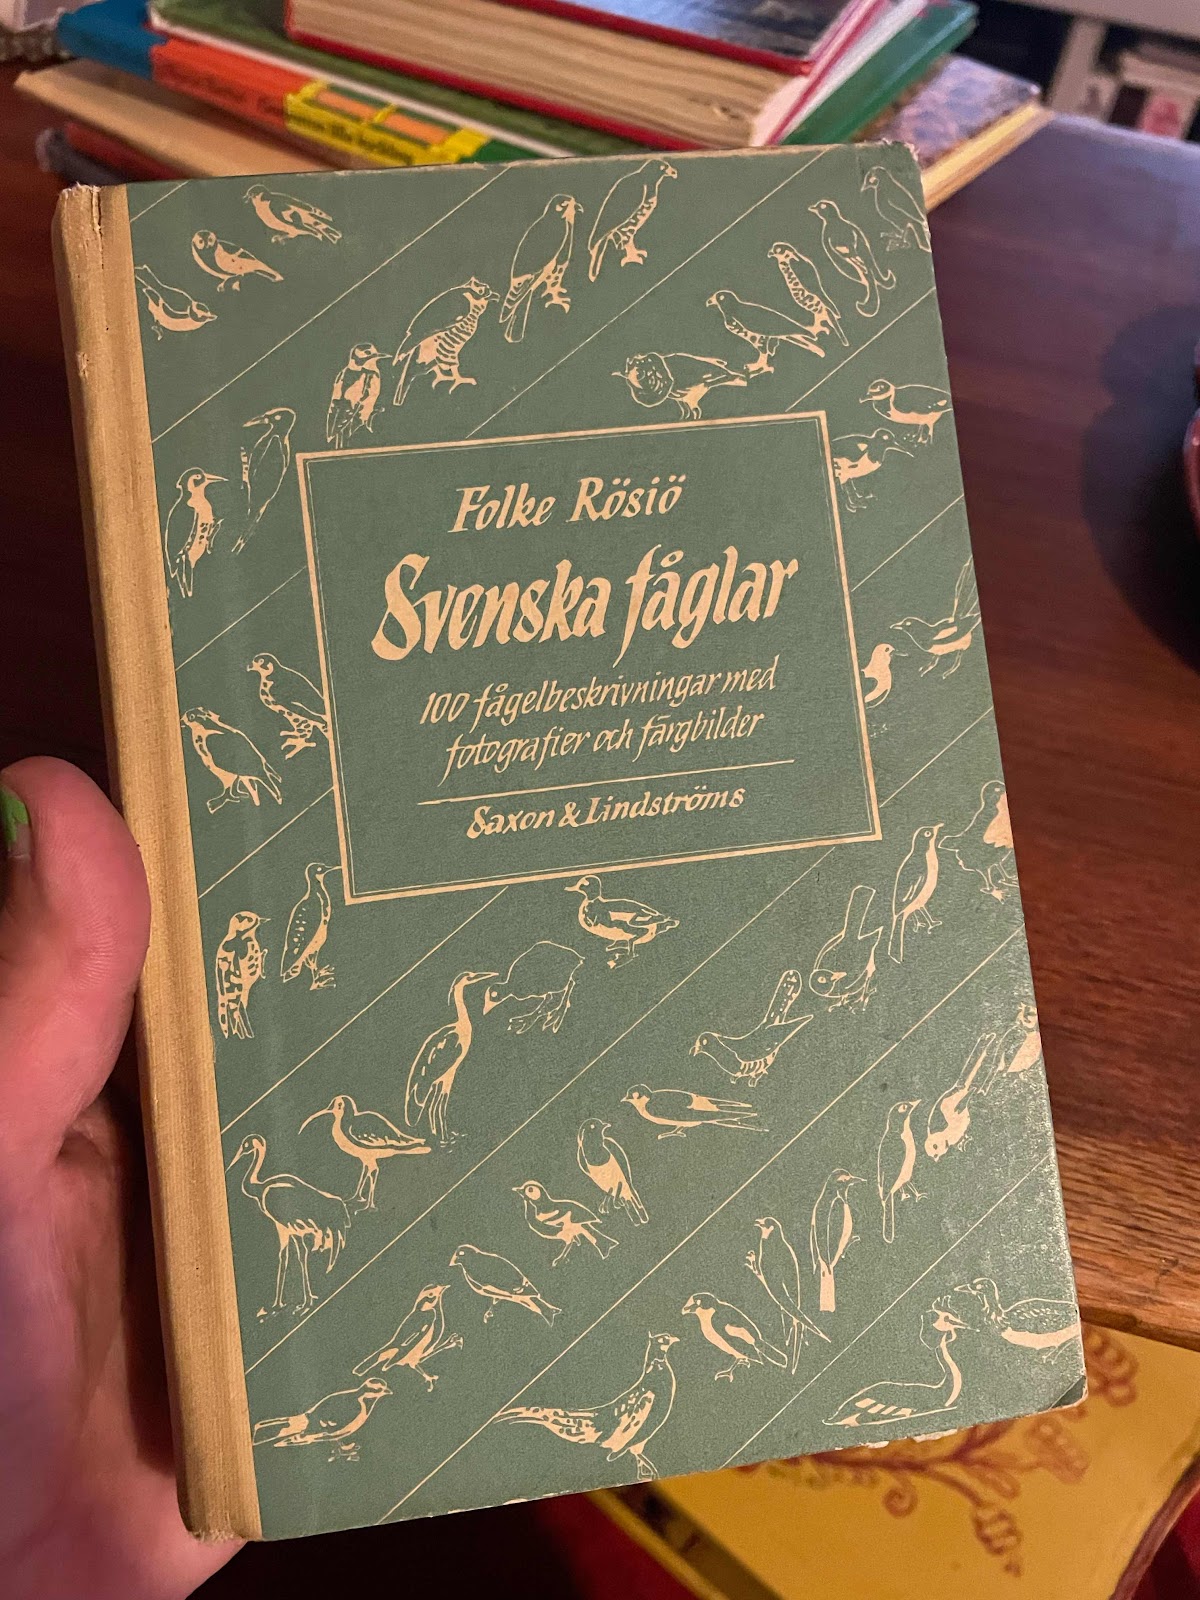 Folke Rösiö
Svenska fåglar
100 fågelbeskrivningar med
fotografier och färgbilder
Saxon & Lindströms